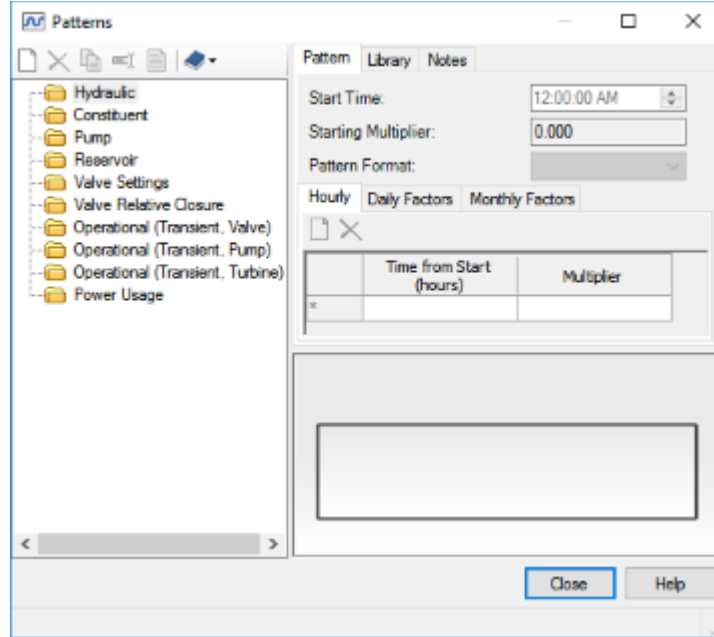 Patterns
Hydraulic
Constituent
Pump
Reservoir
Valve Settings
Valve Relative Closure
Operational (Transient, Valve)
Operational (Transient, Pump)
Operational (Transient, Turbine)
Power Usage
Pattern Library Notes
Start Time: 12:00:00 AM
Starting Multiplier: 0.000
Pattern Format:
Hourly Daily Factors Monthly Factors
Time from Start
(hours) Multiplier
*
Close Help